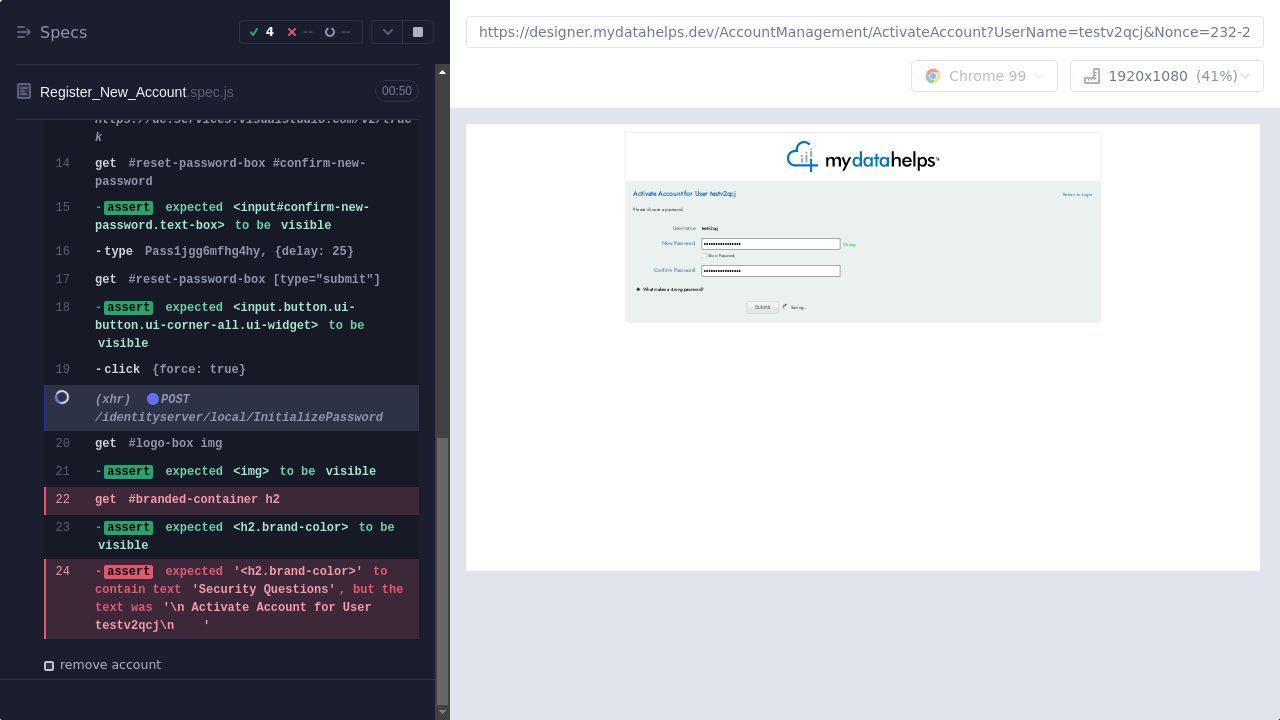 Specs
4
--
--
https://designer.mydatahelps.dev/AccountManagement/ActivateAccount?UserName=testv2qcj&Nonce=232-2
Chrome 99
1920x1080 (41%)
Register_New_Account.spec.js
00:50
https://dc.services.visualstudio.com/v2/trac
k
14 get #reset-password-box #confirm-new-
password
15 -assert expected <input#confirm-new-
password.text-box> to be visible
16 -type Pass1jgg6mfhqdsn, {delay: 25}
17 get #reset-password-box [type="submit"]
18 -assert expected <input.button.ui-
button.ui-corner-all.ui-widget> to be
visible
19 -click {force: true}
(xhr) POST
/identityserver/local/InitializePassword
20 get #logo-box img
21 -assert expected <img> to be visible
22 get #branded-container h2
23 -assert expected <h2.brand-color> to be
visible
24 -assert expected '<h2.brand-color>' to
contain text 'Security Questions', but the
text was '\n Activate Account for User
testv2qcj\n '
remove account
mydatahelps
Activate Account for User testv2qcj
Return to Login
Please choose a password.
Username testv2qcj
New Password •••••••••••••••• Strong
Show Password
Confirm Password ••••••••••••••••
What makes a strong password?
Submit Saving...